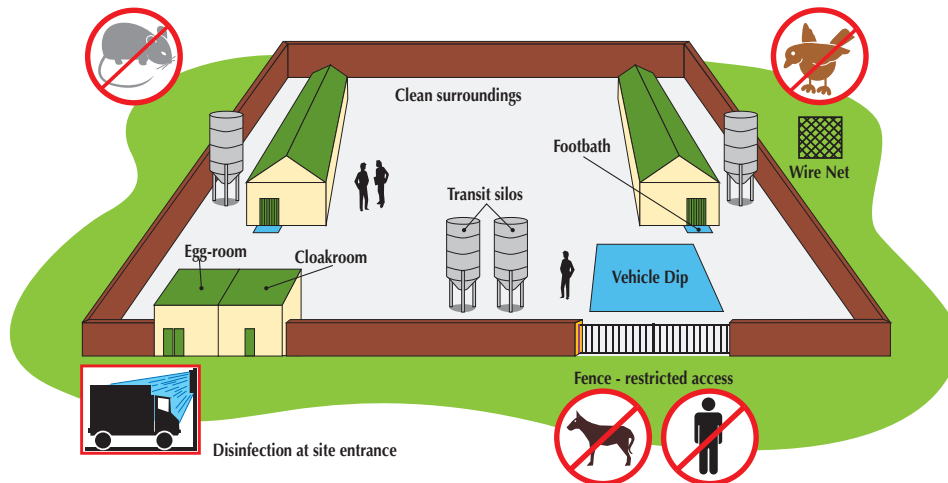 Clean surroundings
Footbath
Wire Net
Transit silos
Egg-room
Cloakroom
Vehicle Dip
Fence - restricted access
Disinfection at site entrance